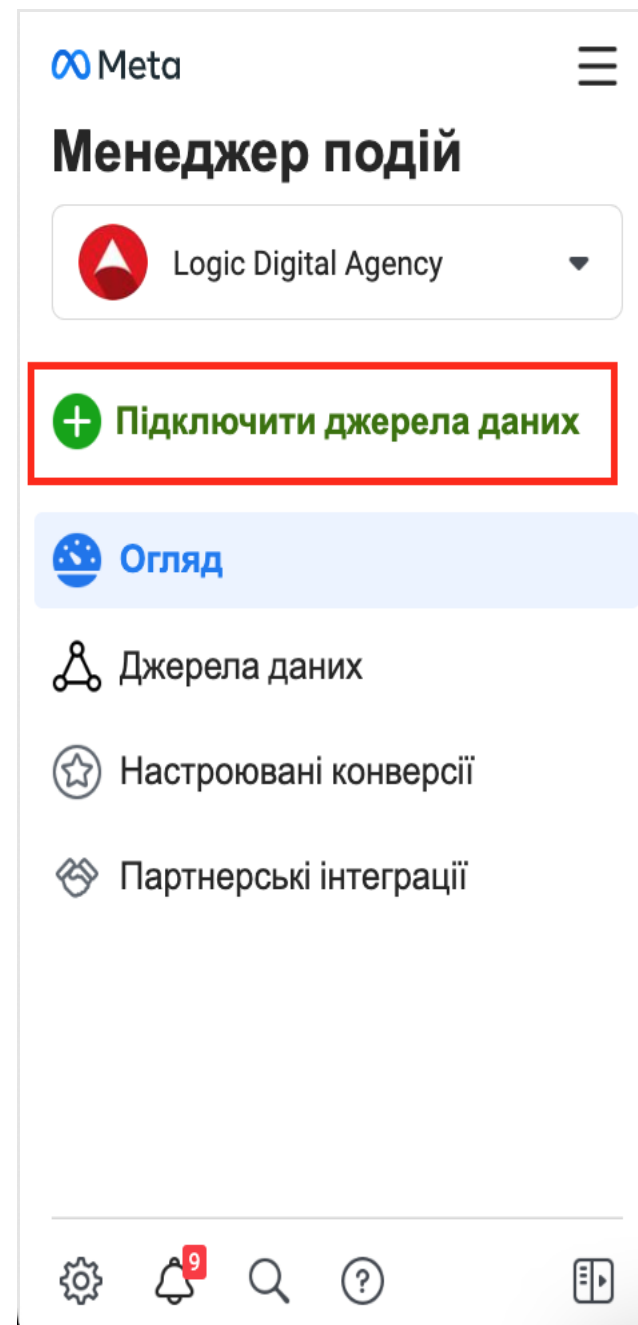 Meta
Менеджер подій
Logic Digital Agency
Підключити джерела даних
Огляд
Джерела даних
Настроювані конверсії
Партнерські інтеграції
9